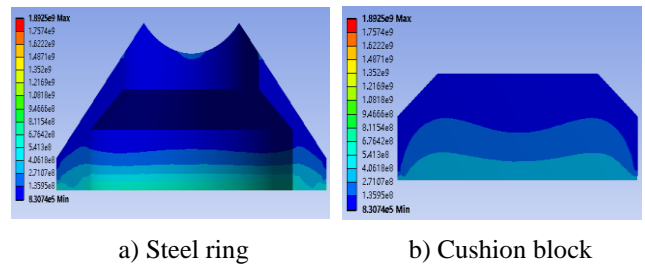 1.8925e9 Max
1.7574e9
1.6222e9
1.4871e9
1.352e9
1.2169e9
1.0818e9
9.4666e8
8.1154e8
6.7642e8
5.413e8
4.0618e8
2.7107e8
1.3595e8
8.3074e5 Min
1.8925e9 Max
1.7574e9
1.6222e9
1.4871e9
1.352e9
1.2169e9
1.0818e9
9.4666e8
8.1154e8
6.7642e8
5.413e8
4.0618e8
2.7107e8
1.3595e8
8.3074e5 Min
a) Steel ring
b) Cushion block